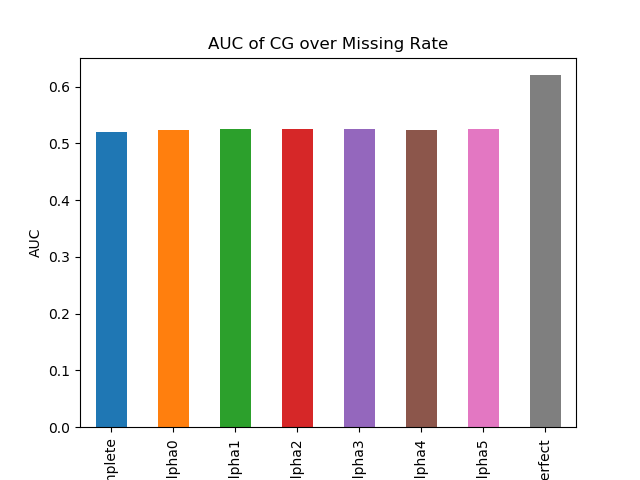 AUC of CG over Missing Rate
AUC
0.6
0.5
0.4
0.3
0.2
0.1
0.0
nplete
lpha0
lpha1
lpha2
lpha3
lpha4
lpha5
erfect